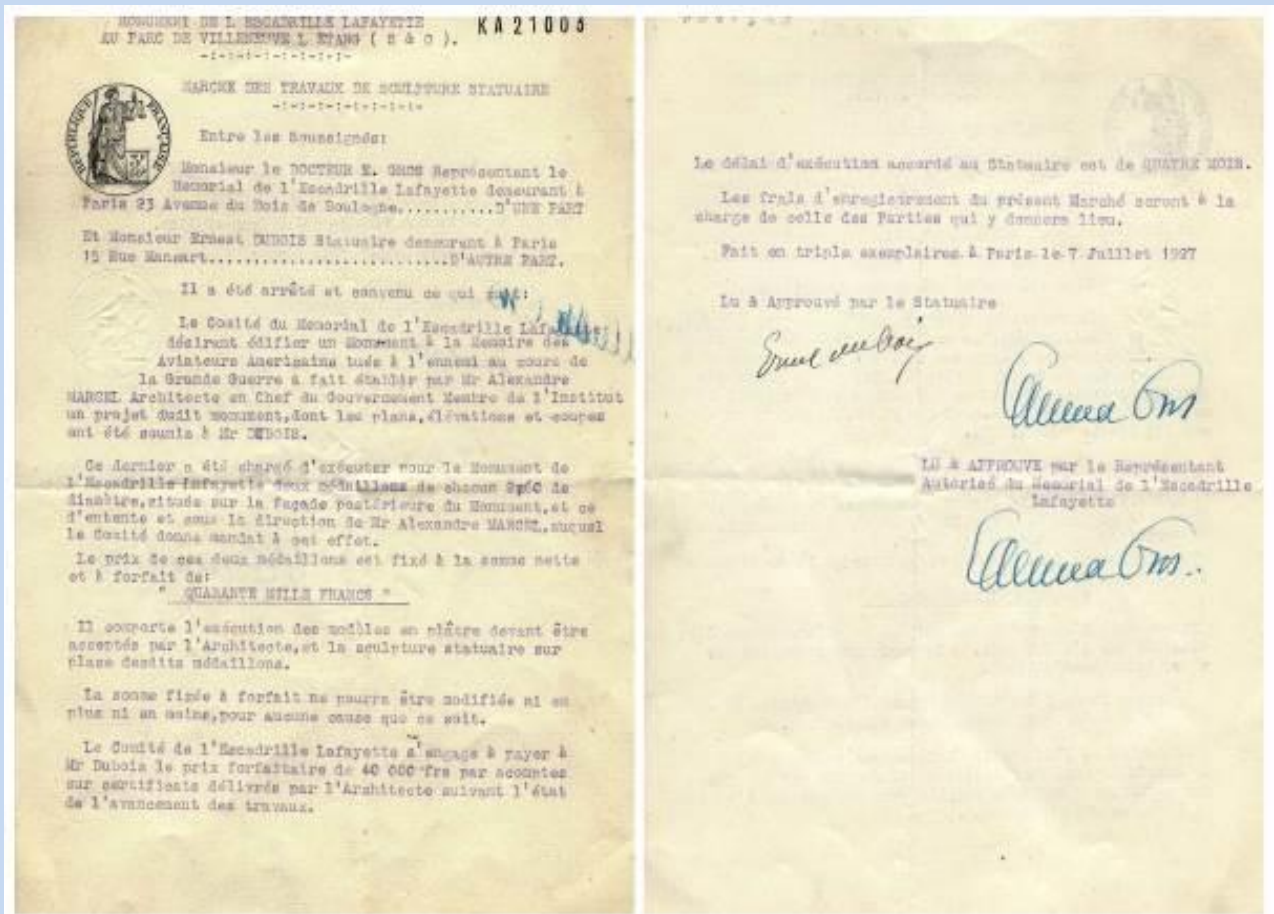 MONUMENT DE L ESCADRILLE LAFAYETTE
KA21003
AU PARC DE VILLENEUVE L ETANG ( S & O ).
-:-:-:-:-:-:-:-
MARCHE DES TRAVAUX DE SCULPTURE STATUAIRE
-:-:-:-:-:-:-:-
REPUBLIQUE FRANÇAISE
Entre les Soussignés:
Monsieur le DOCTEUR E. GROS Représentant le
Memorial de l'Escadrille Lafayette demeurant à
Paris 23 Avenue du Bois de Boulogne..........D'UNE PART
Et Monsieur Ernest DUBOIS Statuaire demeurant à Paris
15 Rue Mansart...........................D'AUTRE PART.
Il a été arrêté et convenu ce qui suit:
Le Comité du Memorial de l'Escadrille Lafayette
désirant édifier un Monument à la Memoire des
Aviateurs Americains tués à l'ennemi au cours de
la Grande Guerre a fait établir par Mr Alexandre
MARCEL Architecte en Chef du Gouvernement Membre de l'Institut
un projet dudit monument,dont les plans,élévations et coupes
ont été soumis à Mr DUBOIS.
Ce dernier a été chargé d'exécuter pour le Monument de
l'Escadrille Lafayette deux médaillons de chacun 2m60 de
diamètre,situés sur la façade postérieure du Monument,et ce
d'entente et sous la direction de Mr Alexandre MARCEL,auquel
le Comité donne mandat à cet effet.
Le prix de ces deux médaillons est fixé à la somme nette
et à forfait de:
" QUARANTE MILLE FRANCS "
Il comporte l'exécution des modèles en plâtre devant être
acceptés par l'Architecte,et la sculpture statuaire sur
place desdits médaillons.
La somme fixée à forfait ne pourra être modifiée ni en
plus ni en moins,pour aucune cause que ce soit.
Le Comité de l'Escadrille Lafayette s'engage à payer à
Mr Dubois le prix forfaitaire de 40 000 frs par acomptes
sur certificats délivrés par l'Architecte suivant l'état
de l'avancement des travaux.
Le délai d'exécution accordé au Statuaire est de QUATRE MOIS.
Les frais d'enregistrement du présent Marché seront à la
charge de celle des Parties qui y donnera lieu.
Fait en triple exemplaires à Paris le 7 Juillet 1927
Lu & Approuvé par le Statuaire
LU & APPROUVE par le Représentant
Autorisé du Memorial de l'Escadrille
Lafayette